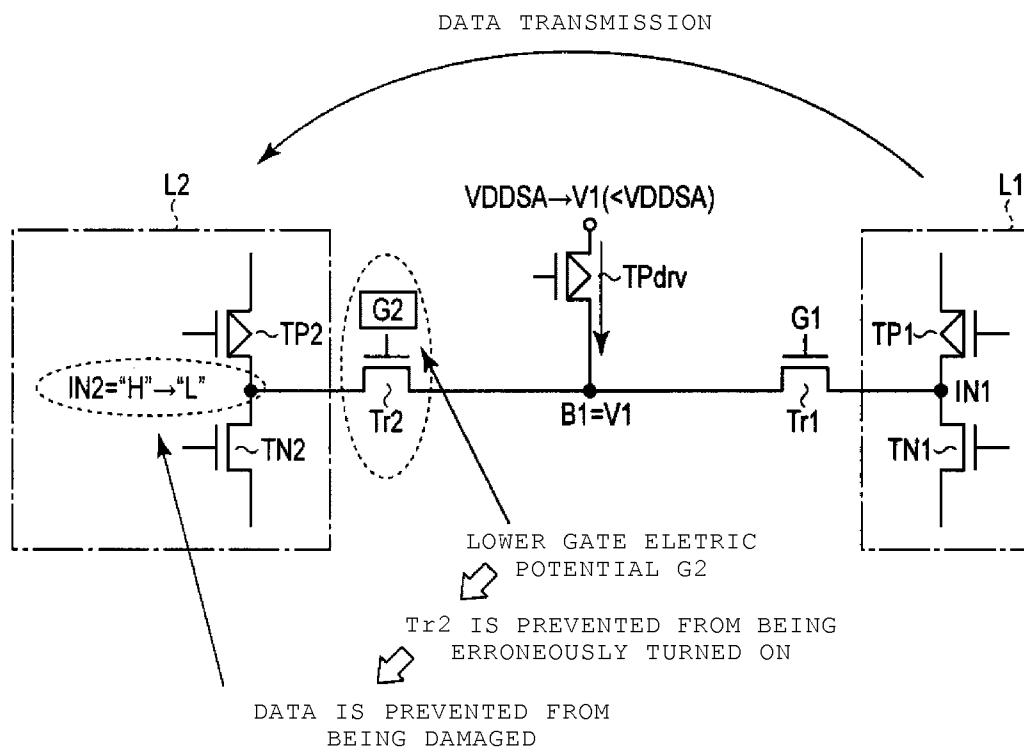 DATA TRANSMISSION
L2
VDDSA→V1(<VDDSA)
L1
TPdrv
G2
G1
TP2
TP1
IN2="H"→"L"
Tr2
B1=V1
Tr1
IN1
TN2
TN1
LOWER GATE ELETRIC
POTENTIAL G2
Tr2 IS PREVENTED FROM BEING
ERRONEOUSLY TURNED ON
DATA IS PREVENTED FROM
BEING DAMAGED